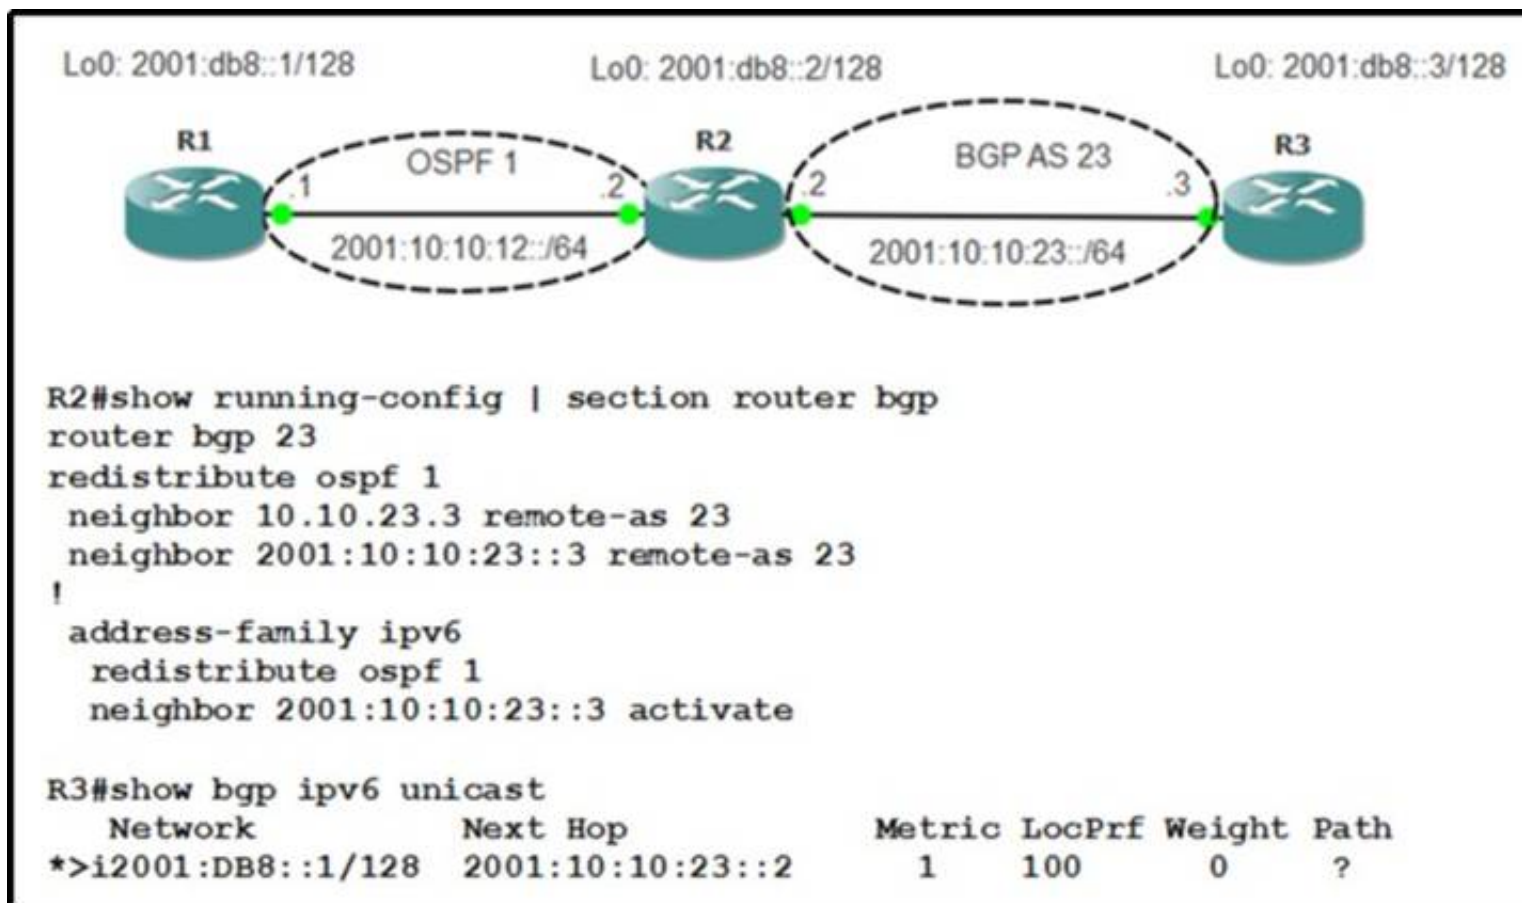 Lo0: 2001:db8::1/128
Lo0: 2001:db8::2/128
Lo0: 2001:db8::3/128
R1
R2
R3
OSPF 1
BGP AS 23
.1
.2
.2
.3
2001:10:10:12::/64
2001:10:10:23::/64
R2#show running-config | section router bgp
router bgp 23
redistribute ospf 1
neighbor 10.10.23.3 remote-as 23
neighbor 2001:10:10:23::3 remote-as 23
!
address-family ipv6
redistribute ospf 1
neighbor 2001:10:10:23::3 activate
R3#show bgp ipv6 unicast
Network Next Hop Metric LocPrf Weight Path
*>i2001:DB8::1/128 2001:10:10:23::2 1 100 0 ?